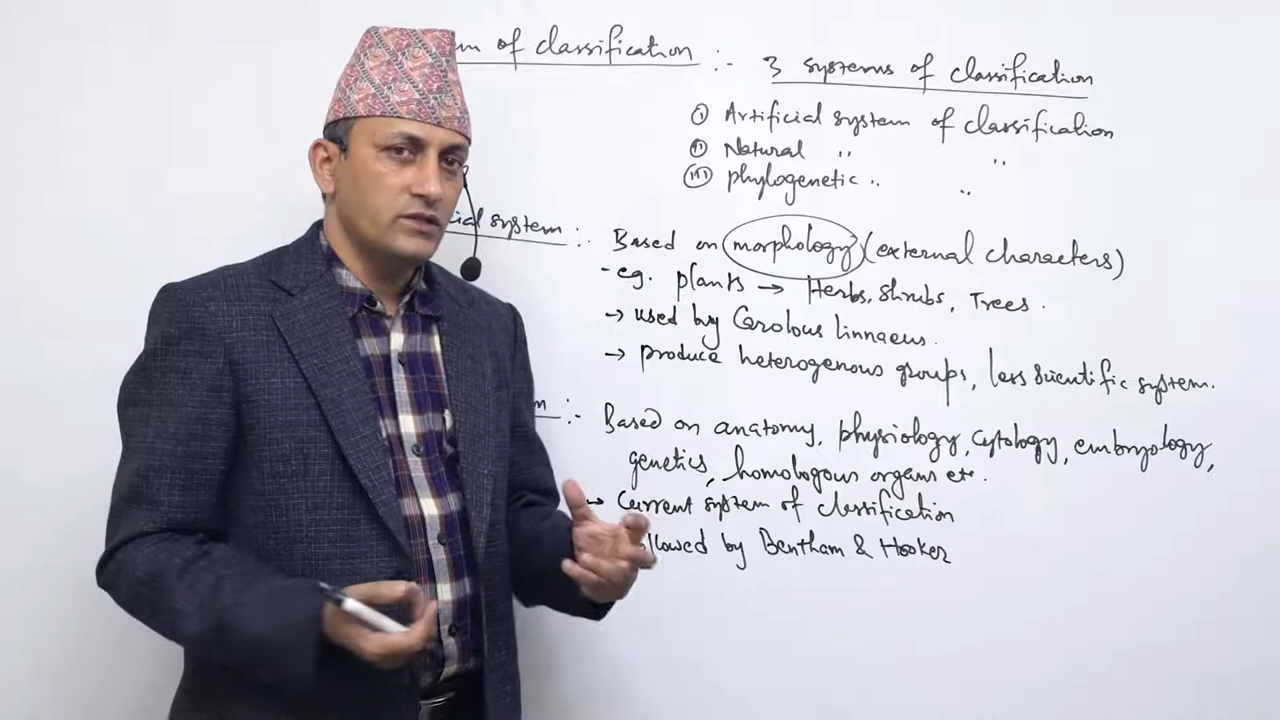 m of classification :- 3 systems of classification
(i) Artificial system of classification
(ii) Natural " "
(iii) phylogenetic " "
cial system :- Based on morphology (external characters)
- eg. plants → Herbs, shrubs, Trees.
→ used by Carolous linnaeus.
→ produce heterogenous groups, less scientific system.
m :- Based on anatomy, physiology, cytology, embryology,
genetics, homologous organs etc.
→ Current system of classification
ollowed by Bentham & Hooker